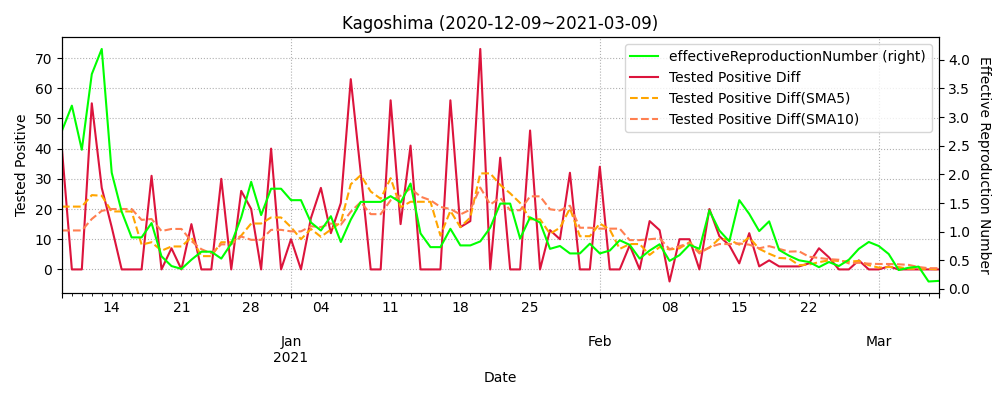 Kagoshima (2020-12-09~2021-03-09)
effectiveReproductionNumber (right)
Tested Positive Diff
Tested Positive Diff(SMA5)
Tested Positive Diff(SMA10)
Tested Positive
70
60
50
40
30
20
10
0
Effective Reproduction Number
4.0
3.5
3.0
2.5
2.0
1.5
1.0
0.5
0.0
14 21 28 04 11 18 25 08 15 22
Jan Feb Mar
2021
Date